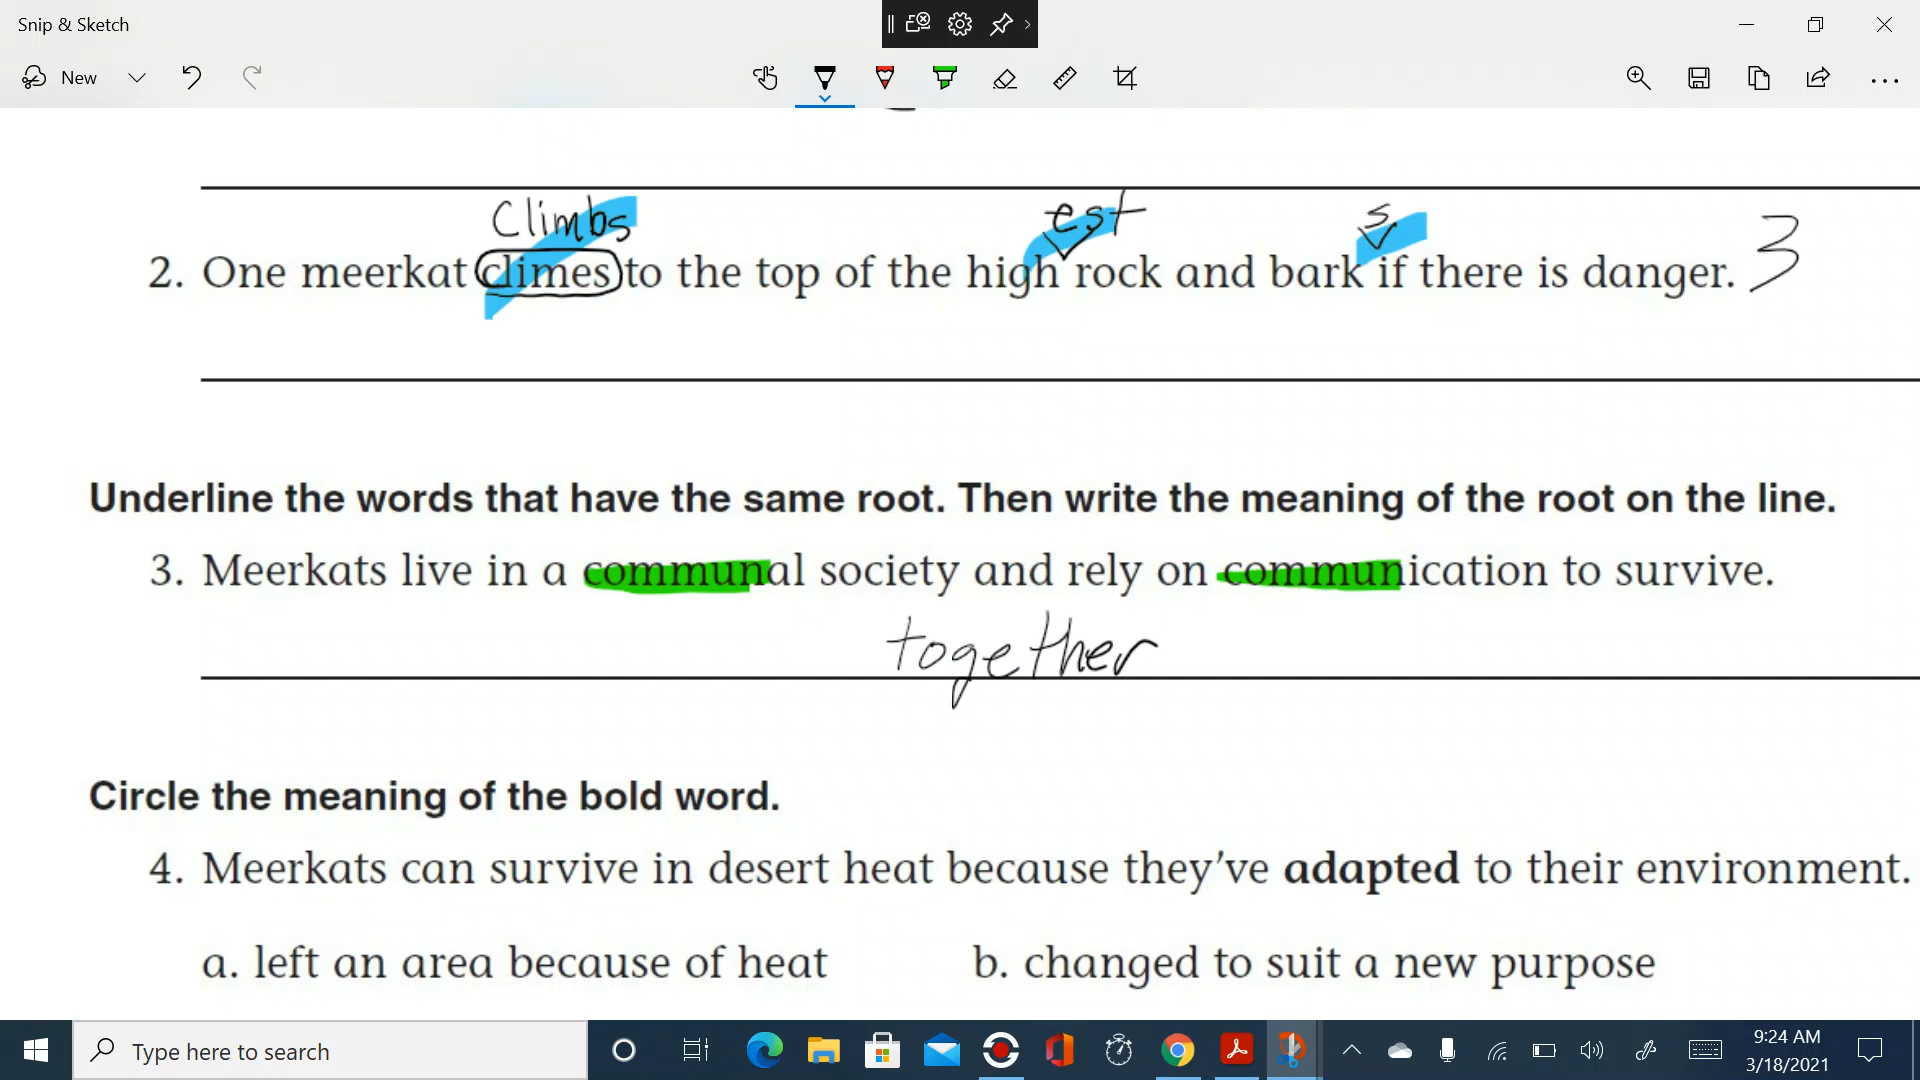 Snip & Sketch
New
Climbs est s
2. One meerkat climes to the top of the high rock and bark if there is danger. 3
Underline the words that have the same root. Then write the meaning of the root on the line.
3. Meerkats live in a communal society and rely on communication to survive.
together
Circle the meaning of the bold word.
4. Meerkats can survive in desert heat because they've adapted to their environment.
a. left an area because of heat b. changed to suit a new purpose
Type here to search
9:24 AM
3/18/2021